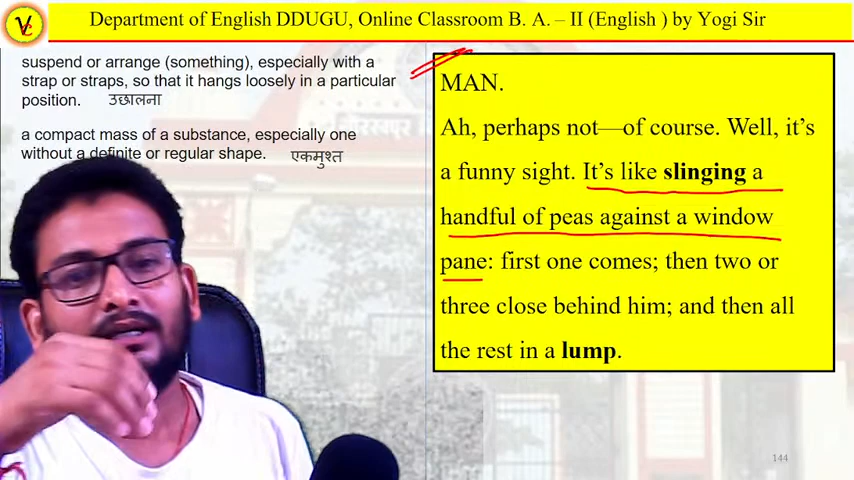 Department of English DDUGU, Online Classroom B. A. – II (English ) by Yogi Sir
suspend or arrange (something), especially with a
strap or straps, so that it hangs loosely in a particular
position. उछालना
a compact mass of a substance, especially one
without a definite or regular shape. एकमुश्त
MAN.
Ah, perhaps not—of course. Well, it’s
a funny sight. It’s like slinging a
handful of peas against a window
pane: first one comes; then two or
three close behind him; and then all
the rest in a lump.
144